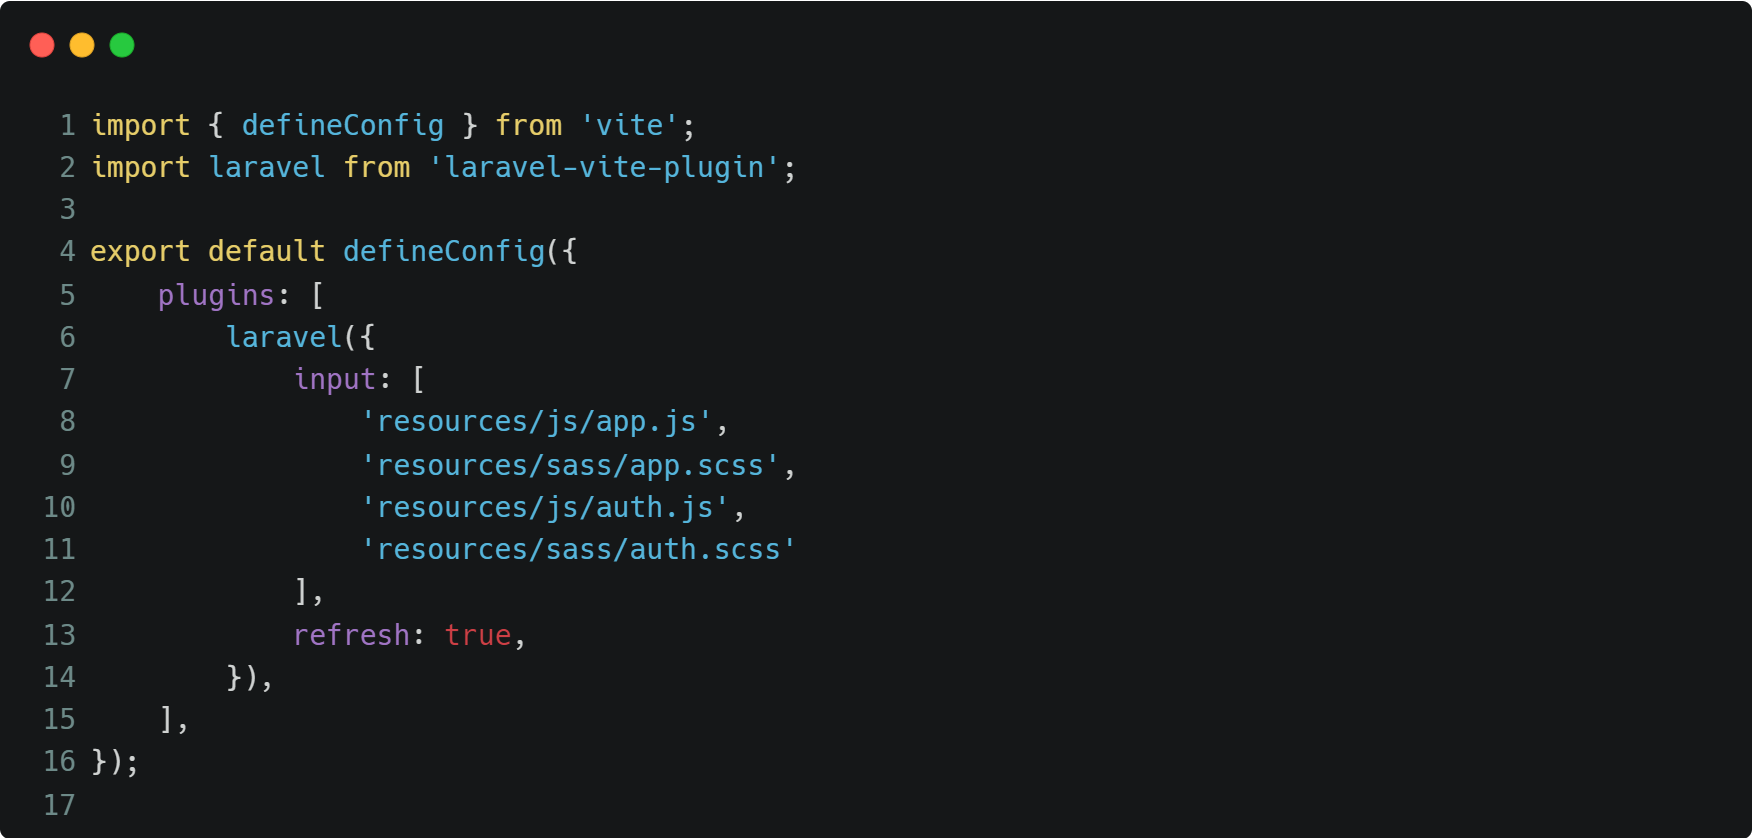 1 import { defineConfig } from 'vite';
2 import laravel from 'laravel-vite-plugin';
3
4 export default defineConfig({
5     plugins: [
6         laravel({
7             input: [
8                 'resources/js/app.js',
9                 'resources/sass/app.scss',
10                 'resources/js/auth.js',
11                 'resources/sass/auth.scss'
12             ],
13             refresh: true,
14         }),
15     ],
16 });
17